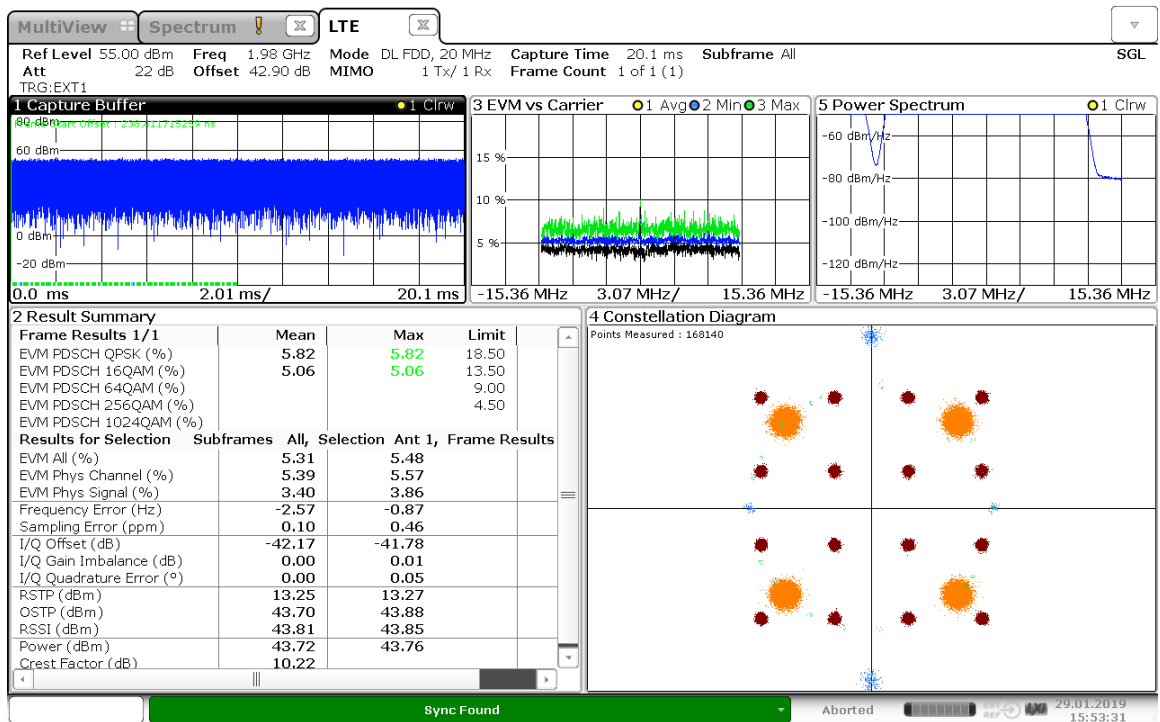 MultiView Spectrum LTE
Ref Level 55.00 dBm Freq 1.98 GHz Mode DL FDD, 20 MHz Capture Time 20.1 ms Subframe All SGL
Att 22 dB Offset 42.90 dB MIMO 1 Tx/ 1 Rx Frame Count 1 of 1 (1)
TRG:EXT1
1 Capture Buffer 1 Clrw
80 dBm
Frame Start Offset : 238.411715259 ns
60 dBm
0 dBm
-20 dBm
0.0 ms 2.01 ms/ 20.1 ms
3 EVM vs Carrier 1 Avg 2 Min 3 Max
15 %
10 %
5 %
-15.36 MHz 3.07 MHz/ 15.36 MHz
5 Power Spectrum 1 Clrw
-60 dBm/Hz
-80 dBm/Hz
-100 dBm/Hz
-120 dBm/Hz
-15.36 MHz 3.07 MHz/ 15.36 MHz
2 Result Summary
Frame Results 1/1 Mean Max Limit
EVM PDSCH QPSK (%) 5.82 5.82 18.50
EVM PDSCH 16QAM (%) 5.06 5.06 13.50
EVM PDSCH 64QAM (%) 9.00
EVM PDSCH 256QAM (%) 4.50
EVM PDSCH 1024QAM (%)
Results for Selection Subframes All, Selection Ant 1, Frame Results
EVM All (%) 5.31 5.48
EVM Phys Channel (%) 5.39 5.57
EVM Phys Signal (%) 3.40 3.86
Frequency Error (Hz) -2.57 -0.87
Sampling Error (ppm) 0.10 0.46
I/Q Offset (dB) -42.17 -41.78
I/Q Gain Imbalance (dB) 0.00 0.01
I/Q Quadrature Error (°) 0.00 0.05
RSTP (dBm) 13.25 13.27
OSTP (dBm) 43.70 43.88
RSSI (dBm) 43.81 43.85
Power (dBm) 43.72 43.76
Crest Factor (dB) 10.22
4 Constellation Diagram
Points Measured : 168140
Sync Found
Aborted
EXT
REF
LXI
29.01.2019
15:53:31